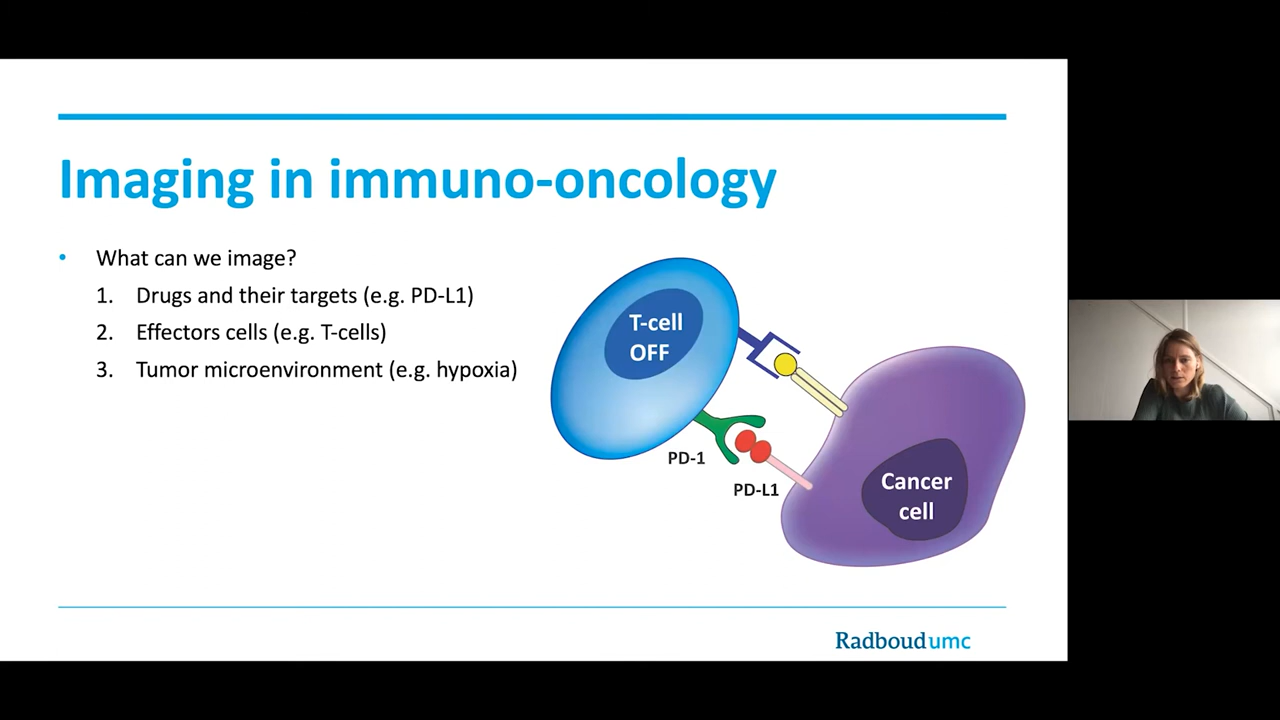 Imaging in immuno-oncology
• What can we image?
1. Drugs and their targets (e.g. PD-L1)
2. Effectors cells (e.g. T-cells)
3. Tumor microenvironment (e.g. hypoxia)
T-cell
OFF
PD-1
PD-L1
Cancer
cell
Radboudumc